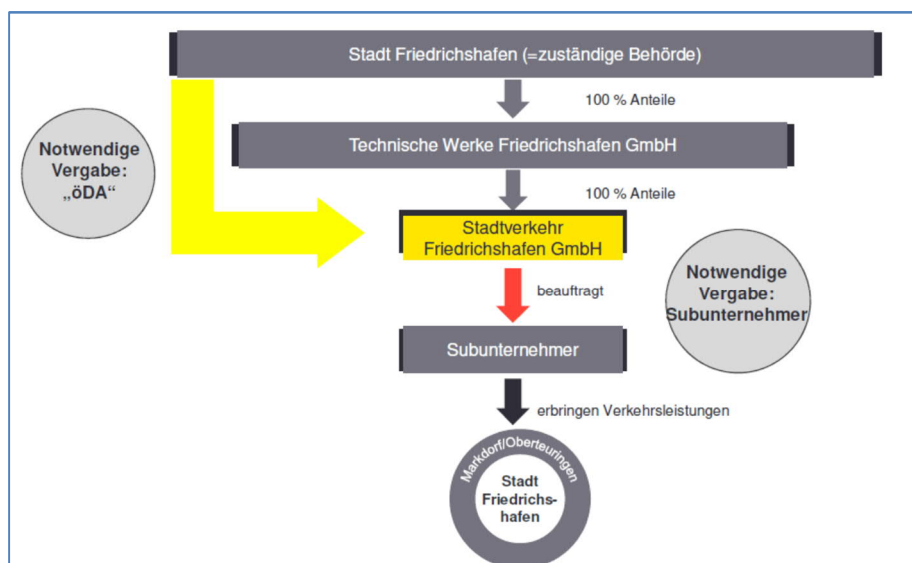 Stadt Friedrichshafen (=zuständige Behörde)
100 % Anteile
Notwendige
Vergabe:
„öDA“
Technische Werke Friedrichshafen GmbH
100 % Anteile
Stadtverkehr
Friedrichshafen GmbH
Notwendige
Vergabe:
Subunternehmer
beauftragt
Subunternehmer
erbringen Verkehrsleistungen
Markdorf/Oberteuringen
Stadt
Friedrichs-
hafen